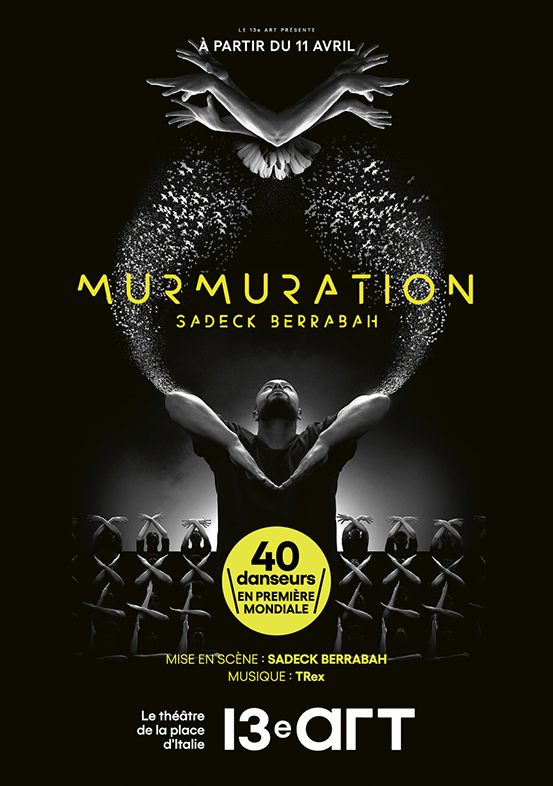 LE 13e ART PRÉSENTE
À PARTIR DU 11 AVRIL
MURMURATION
SADECK BERRABAH
40
danseurs
EN PREMIÈRE
MONDIALE
MISE EN SCÈNE : SADECK BERRABAH
MUSIQUE : TRex
Le théâtre
de la place
d'Italie
13e ART